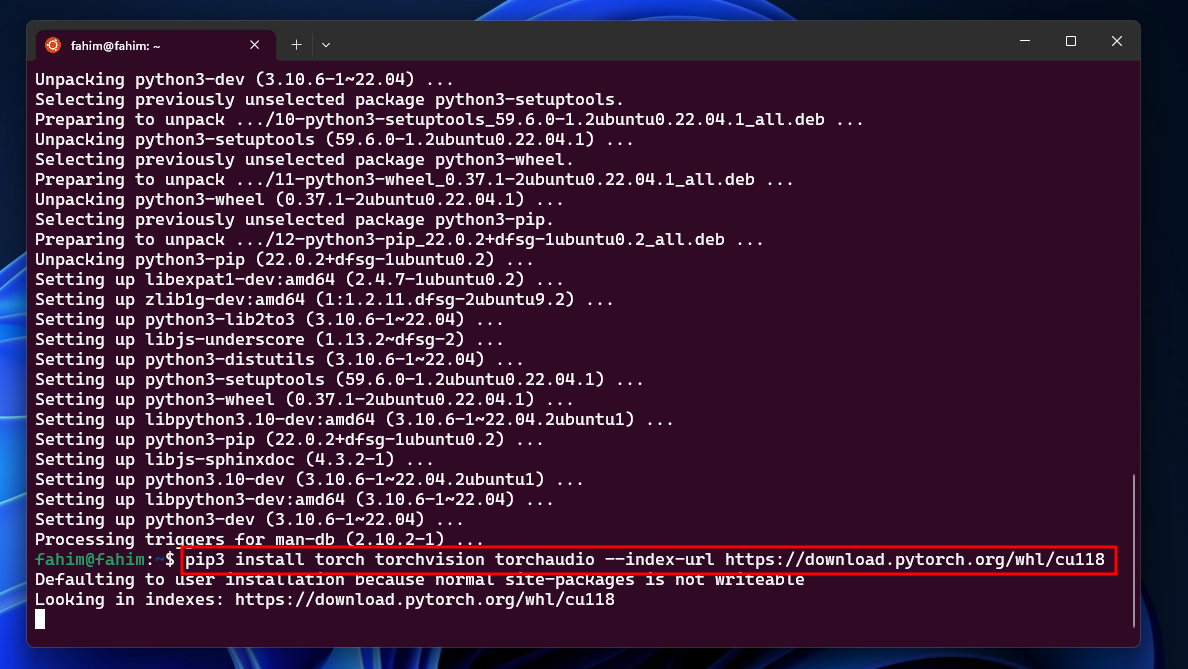 fahim@fahim: ~
Unpacking python3-dev (3.10.6-1~22.04) ...
Selecting previously unselected package python3-setuptools.
Preparing to unpack .../10-python3-setuptools_59.6.0-1.2ubuntu0.22.04.1_all.deb ...
Unpacking python3-setuptools (59.6.0-1.2ubuntu0.22.04.1) ...
Selecting previously unselected package python3-wheel.
Preparing to unpack .../11-python3-wheel_0.37.1-2ubuntu0.22.04.1_all.deb ...
Unpacking python3-wheel (0.37.1-2ubuntu0.22.04.1) ...
Selecting previously unselected package python3-pip.
Preparing to unpack .../12-python3-pip_22.0.2+dfsg-1ubuntu0.2_all.deb ...
Unpacking python3-pip (22.0.2+dfsg-1ubuntu0.2) ...
Setting up libexpat1-dev:amd64 (2.4.7-1ubuntu0.2) ...
Setting up zlib1g-dev:amd64 (1:1.2.11.dfsg-2ubuntu9.2) ...
Setting up python3-lib2to3 (3.10.6-1~22.04) ...
Setting up libjs-underscore (1.13.2~dfsg-2) ...
Setting up python3-distutils (3.10.6-1~22.04) ...
Setting up python3-setuptools (59.6.0-1.2ubuntu0.22.04.1) ...
Setting up python3-wheel (0.37.1-2ubuntu0.22.04.1) ...
Setting up libpython3.10-dev:amd64 (3.10.6-1~22.04.2ubuntu1) ...
Setting up python3-pip (22.0.2+dfsg-1ubuntu0.2) ...
Setting up libjs-sphinxdoc (4.3.2-1) ...
Setting up python3.10-dev (3.10.6-1~22.04.2ubuntu1) ...
Setting up libpython3-dev:amd64 (3.10.6-1~22.04) ...
Setting up python3-dev (3.10.6-1~22.04) ...
Processing triggers for man-db (2.10.2-1) ...
fahim@fahim:~$ pip3 install torch torchvision torchaudio --index-url https://download.pytorch.org/whl/cu118
Defaulting to user installation because normal site-packages is not writeable
Looking in indexes: https://download.pytorch.org/whl/cu118